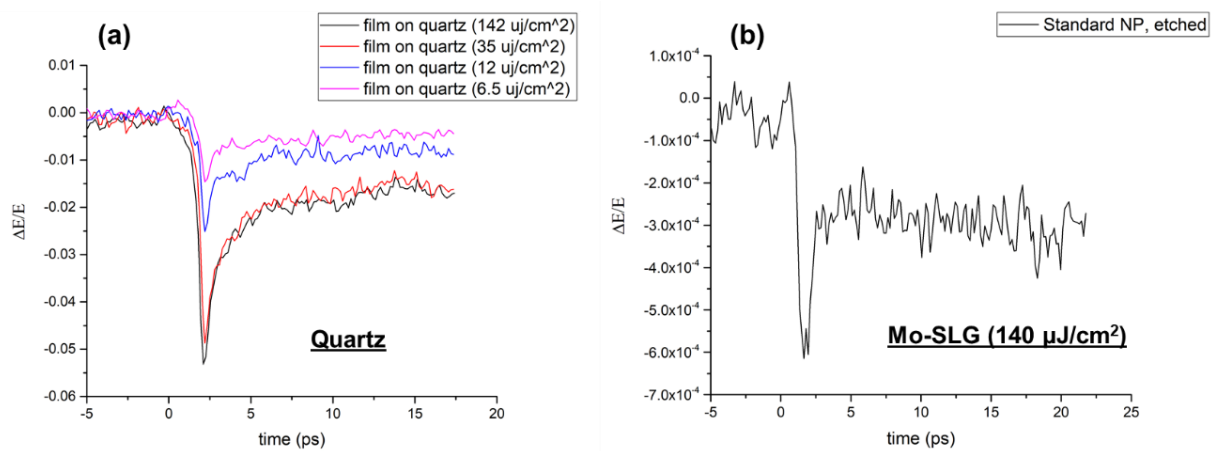 (a)
film on quartz (142 uj/cm^2)
film on quartz (35 uj/cm^2)
film on quartz (12 uj/cm^2)
film on quartz (6.5 uj/cm^2)
0.01
0.00
-0.01
-0.02
-0.03
-0.04
-0.05
-0.06
ΔE/E
Quartz
-5
0
5
10
15
20
time (ps)
(b)
Standard NP, etched
1.0x10⁻⁴
0.0
-1.0x10⁻⁴
-2.0x10⁻⁴
-3.0x10⁻⁴
-4.0x10⁻⁴
-5.0x10⁻⁴
-6.0x10⁻⁴
-7.0x10⁻⁴
ΔE/E
Mo-SLG (140 µJ/cm²)
-5
0
5
10
15
20
25
time (ps)